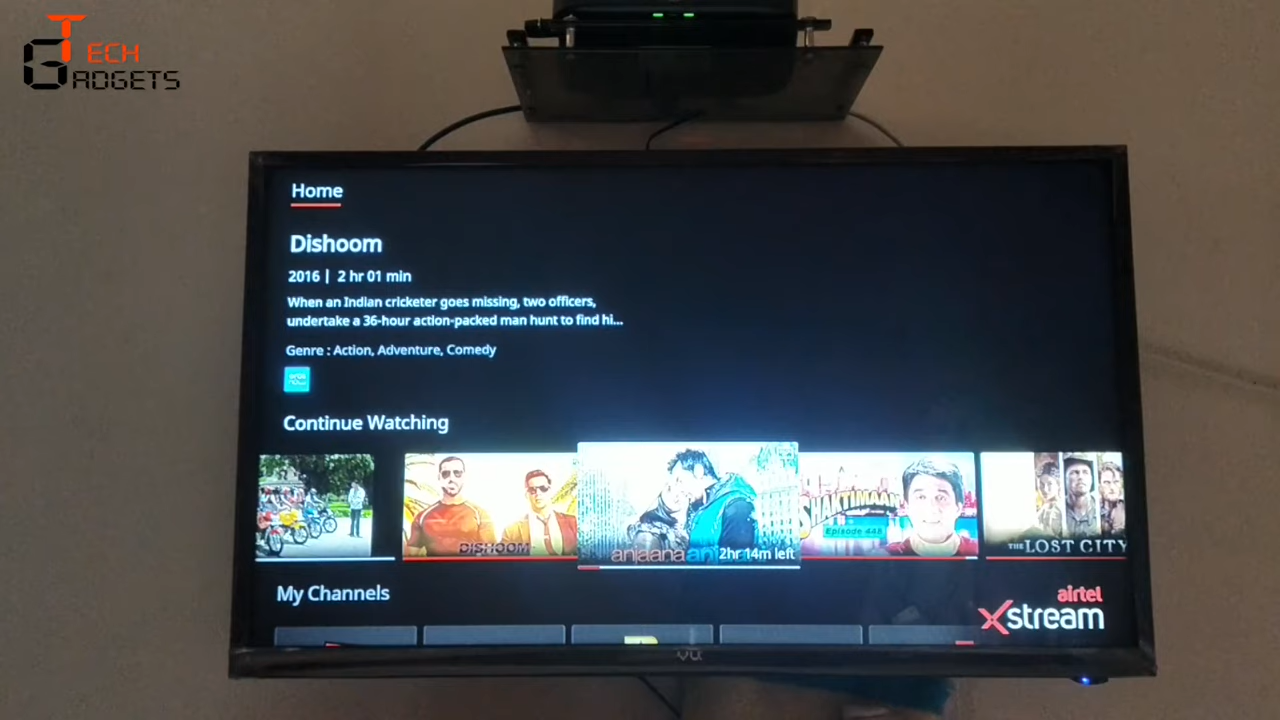 TECH
GADGETS
Home
Dishoom
2016 | 2 hr 01 min
When an Indian cricketer goes missing, two officers,
undertake a 36-hour action-packed man hunt to find hi...
Genre : Action, Adventure, Comedy
Continue Watching
DISHOOM
anjaana
2hr 14m left
SHAKTIMAAN
Episode 448
THE LOST CITY
My Channels
airtel
Xstream